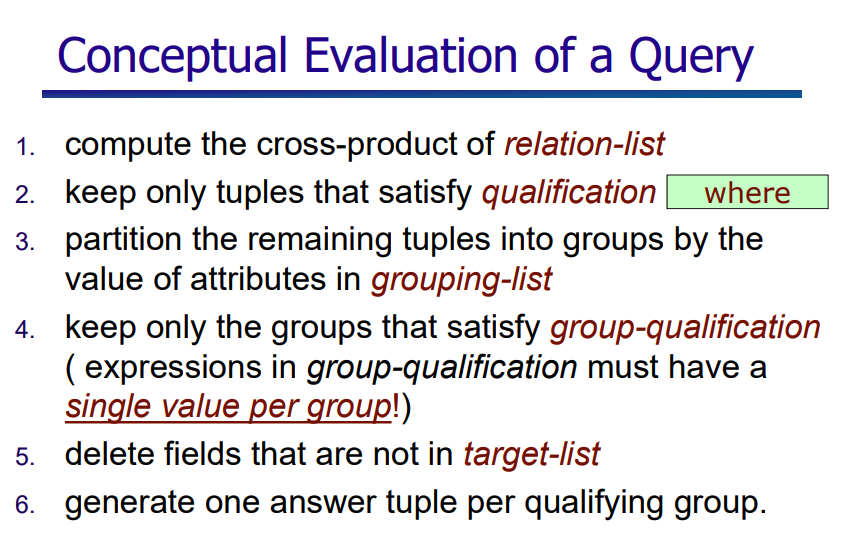 Conceptual Evaluation of a Query
1. compute the cross-product of relation-list
2. keep only tuples that satisfy qualification where
3. partition the remaining tuples into groups by the
value of attributes in grouping-list
4. keep only the groups that satisfy group-qualification
( expressions in group-qualification must have a
single value per group!)
5. delete fields that are not in target-list
6. generate one answer tuple per qualifying group.